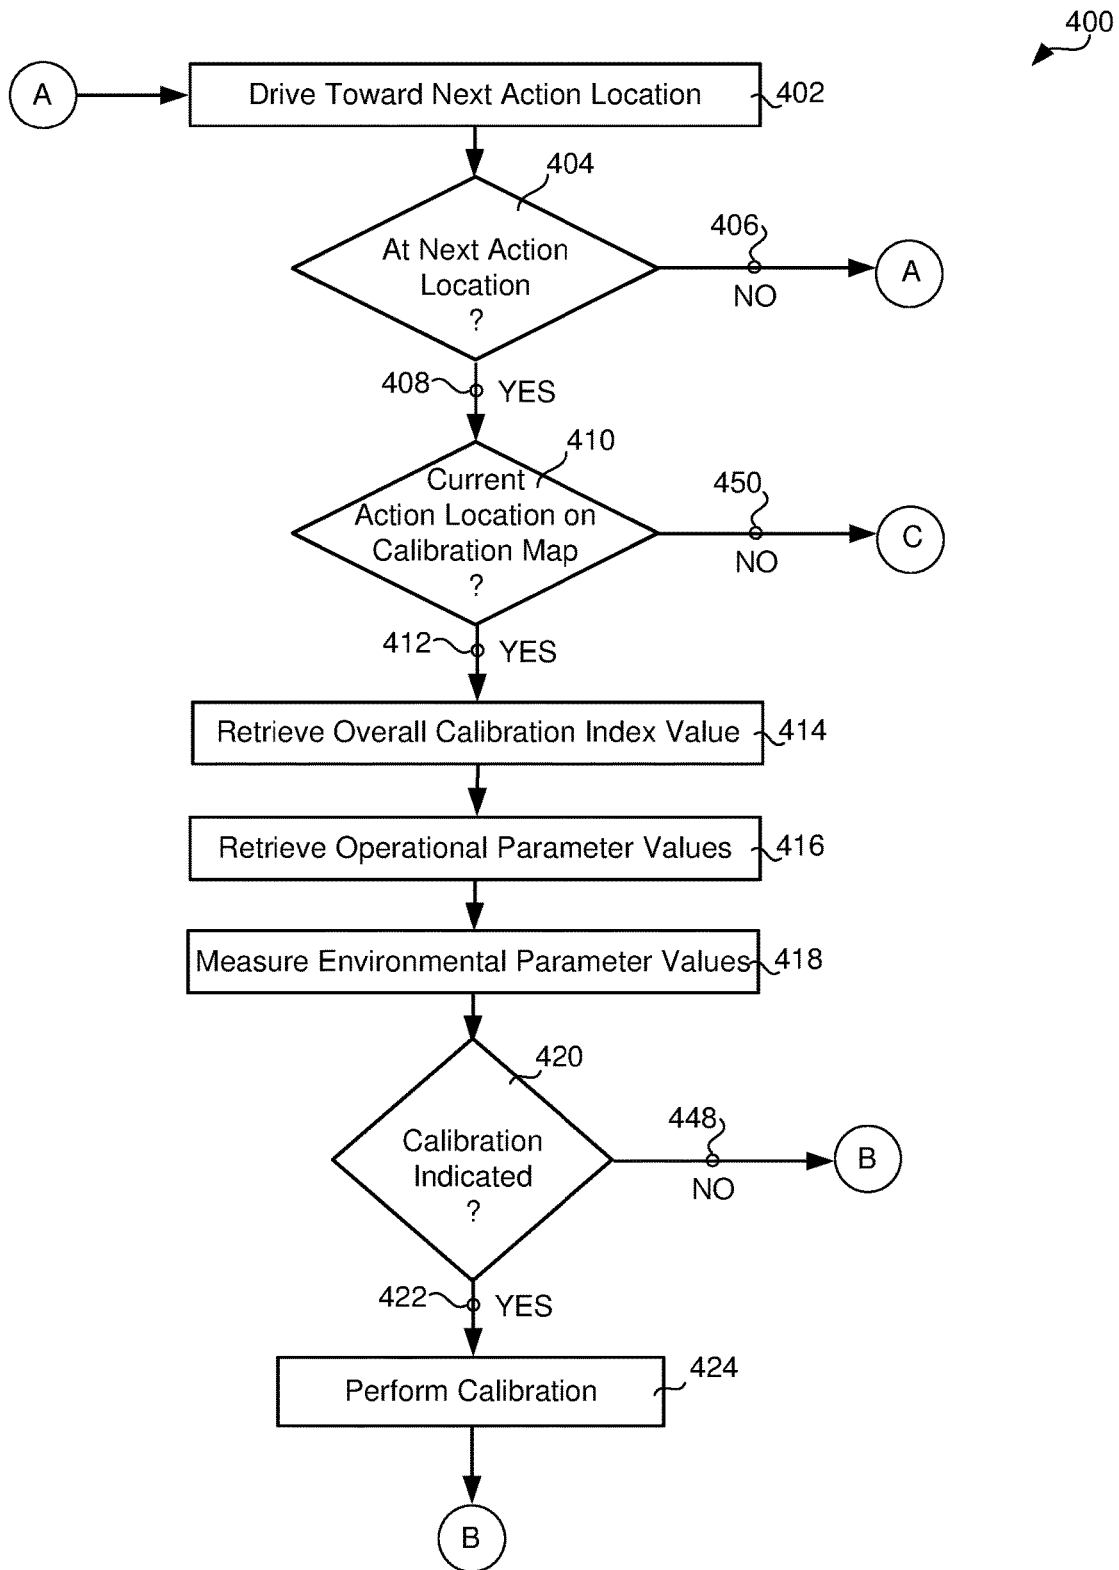 400
A
Drive Toward Next Action Location
402
404
At Next Action
Location
?
406
NO
A
408
YES
410
Current
Action Location on
Calibration Map
?
450
NO
C
412
YES
Retrieve Overall Calibration Index Value
414
Retrieve Operational Parameter Values
416
Measure Environmental Parameter Values
418
420
Calibration
Indicated
?
448
NO
B
422
YES
Perform Calibration
424
B